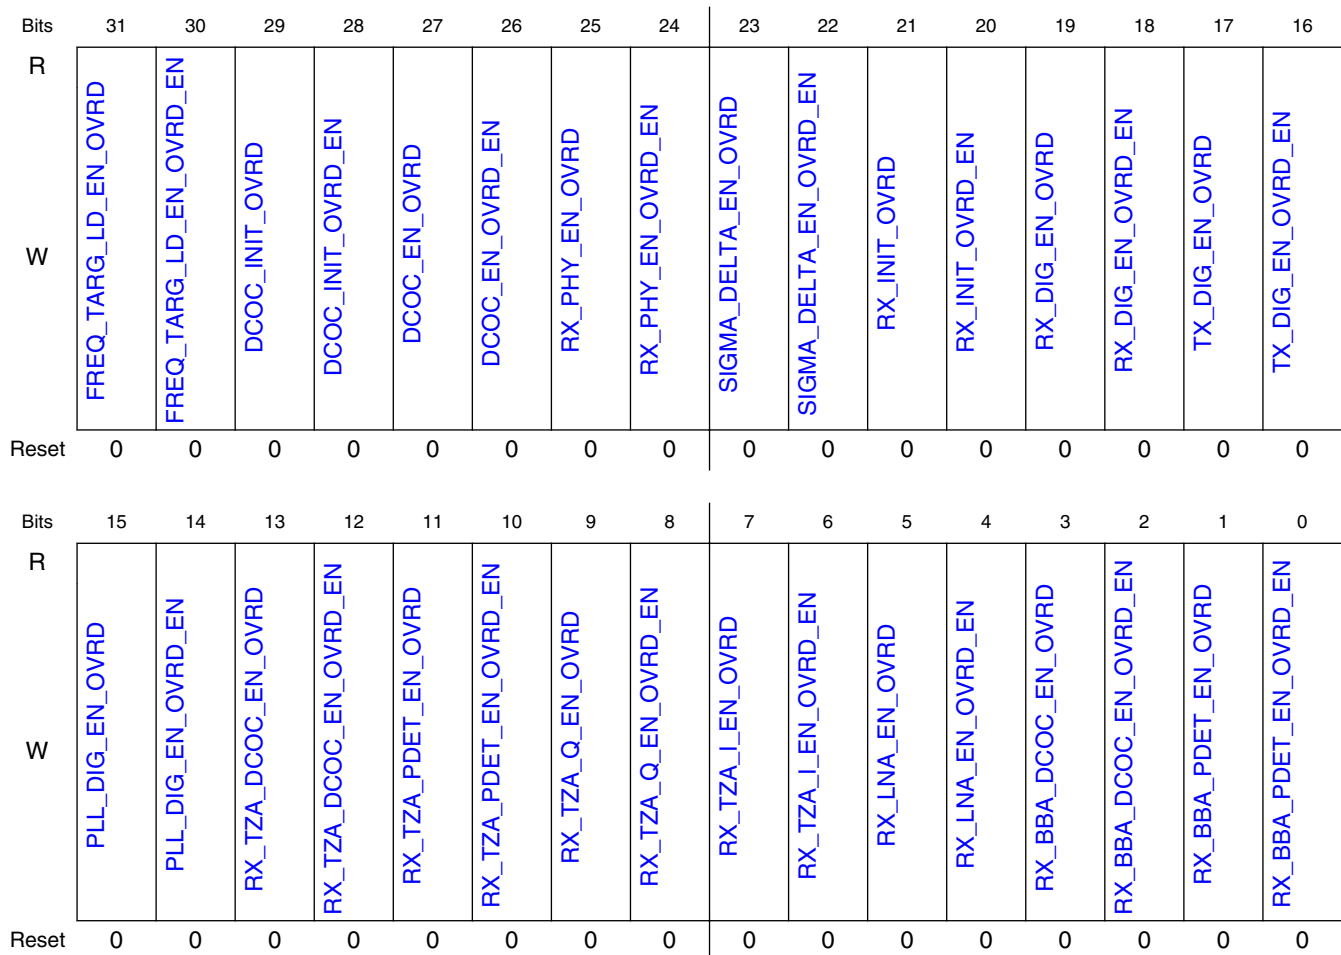 Bits 31 30 29 28 27 26 25 24 23 22 21 20 19 18 17 16
R
W
FREQ_TARG_LD_EN_OVRD
FREQ_TARG_LD_EN_OVRD_EN
DCOC_INIT_OVRD
DCOC_INIT_OVRD_EN
DCOC_EN_OVRD
DCOC_EN_OVRD_EN
RX_PHY_EN_OVRD
RX_PHY_EN_OVRD_EN
SIGMA_DELTA_EN_OVRD
SIGMA_DELTA_EN_OVRD_EN
RX_INIT_OVRD
RX_INIT_OVRD_EN
RX_DIG_EN_OVRD
RX_DIG_EN_OVRD_EN
TX_DIG_EN_OVRD
TX_DIG_EN_OVRD_EN
Reset 0 0 0 0 0 0 0 0 0 0 0 0 0 0 0 0
Bits 15 14 13 12 11 10 9 8 7 6 5 4 3 2 1 0
R
W
PLL_DIG_EN_OVRD
PLL_DIG_EN_OVRD_EN
RX_TZA_DCOC_EN_OVRD
RX_TZA_DCOC_EN_OVRD_EN
RX_TZA_PDET_EN_OVRD
RX_TZA_PDET_EN_OVRD_EN
RX_TZA_Q_EN_OVRD
RX_TZA_Q_EN_OVRD_EN
RX_TZA_I_EN_OVRD
RX_TZA_I_EN_OVRD_EN
RX_LNA_EN_OVRD
RX_LNA_EN_OVRD_EN
RX_BBA_DCOC_EN_OVRD
RX_BBA_DCOC_EN_OVRD_EN
RX_BBA_PDET_EN_OVRD
RX_BBA_PDET_EN_OVRD_EN
Reset 0 0 0 0 0 0 0 0 0 0 0 0 0 0 0 0